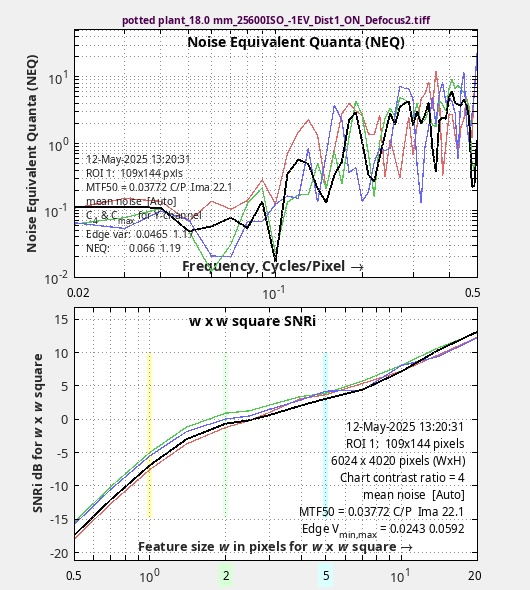 potted plant_18.0 mm_25600ISO_-1EV_Dist1_ON_Defocus2.tiff
Noise Equivalent Quanta (NEQ)
Noise Equivalent Quanta (NEQ)
10^1
10^0
10^-1
10^-2
12-May-2025 13:20:31
ROI 1: 109x144 pxls
MTF50 = 0.03772 C/P Ima 22.1
mean noise [Auto]
C_4 & C_max for Y-channel
Edge var: 0.0465 1.17
NEQ: 0.066 1.19
Frequency, Cycles/Pixel →
0.02
10^-1
0.5
w x w square SNRi
SNRi dB for w x w square
15
10
5
0
-5
-10
-15
-20
12-May-2025 13:20:31
ROI 1: 109x144 pixels
6024 x 4020 pixels (WxH)
Chart contrast ratio = 4
mean noise [Auto]
MTF50 = 0.03772 C/P Ima 22.1
Edge V_min,max = 0.0243 0.0592
Feature size w in pixels for w x w square →
0.5
10^0
2
5
10^1
20